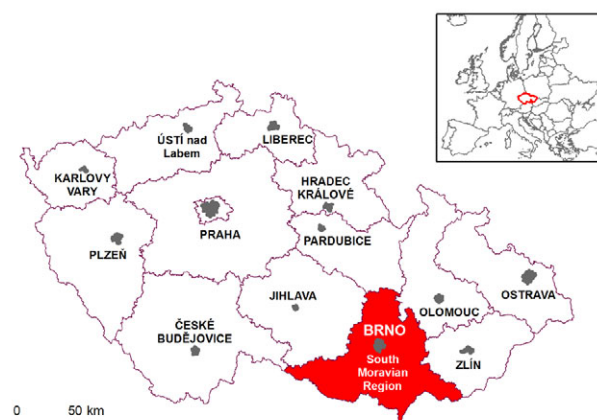 ÚSTÍ nad
Labem
LIBEREC
KARLOVY
VARY
HRADEC
KRÁLOVÉ
PRAHA
PARDUBICE
PLZEŇ
OSTRAVA
JIHLAVA
OLOMOUC
ČESKÉ
BUDĚJOVICE
BRNO
South
Moravian
Region
ZLÍN
0 50 km